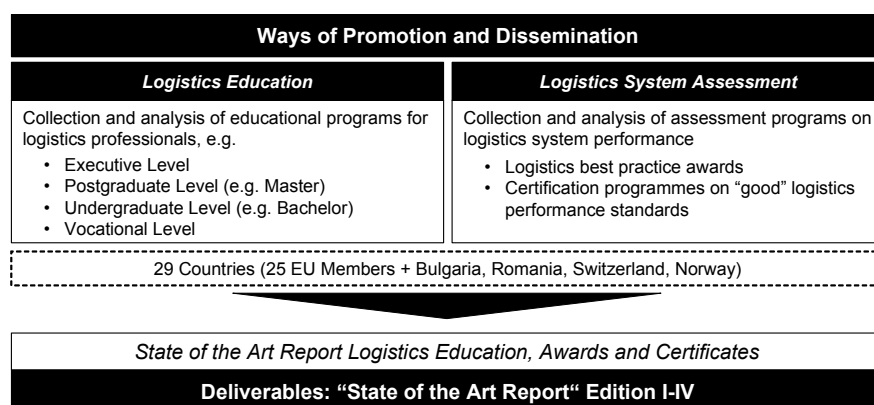 Ways of Promotion and Dissemination
Logistics Education
Collection and analysis of educational programs for
logistics professionals, e.g.
• Executive Level
• Postgraduate Level (e.g. Master)
• Undergraduate Level (e.g. Bachelor)
• Vocational Level
Logistics System Assessment
Collection and analysis of assessment programs on
logistics system performance
• Logistics best practice awards
• Certification programmes on “good” logistics
performance standards
29 Countries (25 EU Members + Bulgaria, Romania, Switzerland, Norway)
State of the Art Report Logistics Education, Awards and Certificates
Deliverables: “State of the Art Report“ Edition I-IV